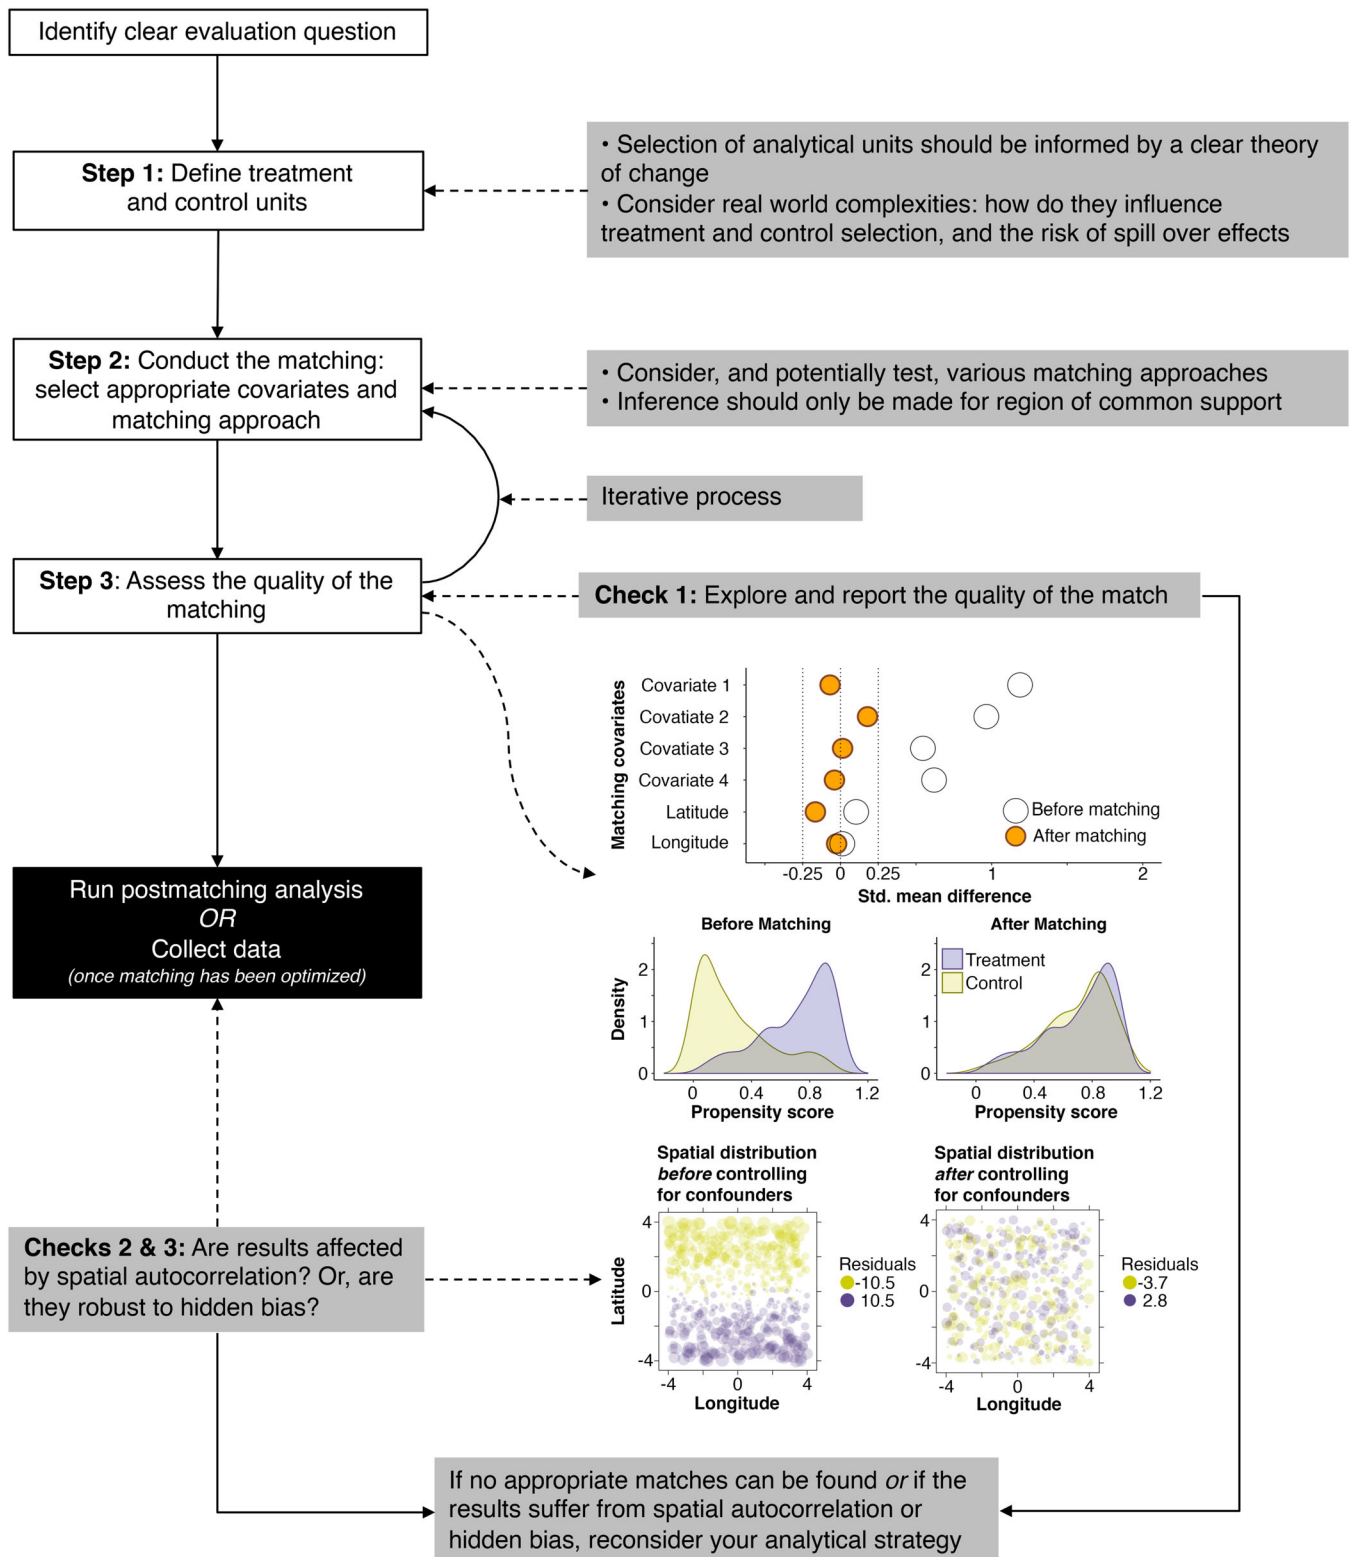 Identify clear evaluation question
Step 1: Define treatment
and control units
• Selection of analytical units should be informed by a clear theory
of change
• Consider real world complexities: how do they influence
treatment and control selection, and the risk of spill over effects
Step 2: Conduct the matching:
select appropriate covariates and
matching approach
• Consider, and potentially test, various matching approaches
• Inference should only be made for region of common support
Iterative process
Step 3: Assess the quality of the
matching
Check 1: Explore and report the quality of the match
Matching covariates
Covariate 1
Covatiate 2
Covatiate 3
Covariate 4
Latitude
Longitude
Before matching
After matching
-0.25 0 0.25 1 2
Std. mean difference
Run postmatching analysis
OR
Collect data
(once matching has been optimized)
Before Matching
Density
2
1
0
0 0.4 0.8 1.2
Propensity score
After Matching
Treatment
Control
2
1
0
0 0.4 0.8 1.2
Propensity score
Checks 2 & 3: Are results affected
by spatial autocorrelation? Or, are
they robust to hidden bias?
Spatial distribution
before controlling
for confounders
Latitude
4
0
-4
-4 0 4
Longitude
Residuals
-10.5
10.5
Spatial distribution
after controlling
for confounders
4
0
-4
-4 0 4
Longitude
Residuals
-3.7
2.8
If no appropriate matches can be found or if the
results suffer from spatial autocorrelation or
hidden bias, reconsider your analytical strategy